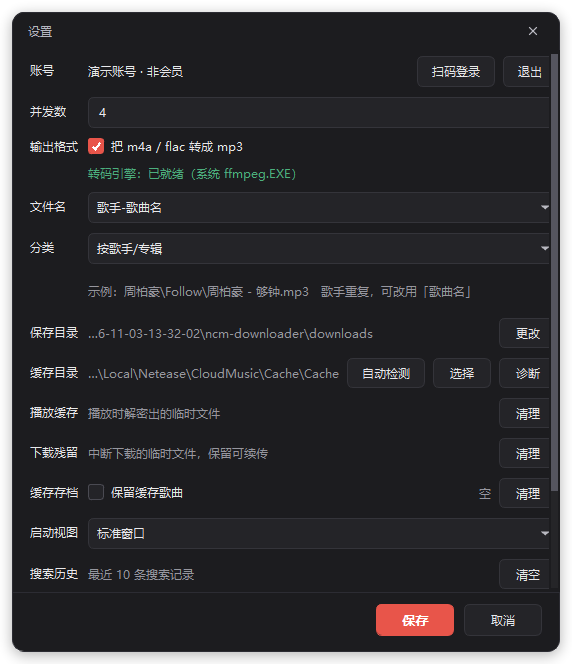 设置
账号 演示账号 · 非会员 扫码登录 退出
并发数 4
输出格式 把 m4a / flac 转成 mp3
转码引擎：已就绪（系统 ffmpeg.EXE）
文件名 歌手-歌曲名
分类 按歌手/专辑
示例：周柏豪\Follow\周柏豪 - 够钟.mp3 歌手重复，可改用「歌曲名」
保存目录 ...6-11-03-13-32-02\ncm-downloader\downloads 更改
缓存目录 ...\Local\Netease\CloudMusic\Cache\Cache 自动检测 选择 诊断
播放缓存 播放时解密出的临时文件 清理
下载残留 中断下载的临时文件，保留可续传 清理
缓存存档 保留缓存歌曲 空 清理
启动视图 标准窗口
搜索历史 最近 10 条搜索记录 清空
保存 取消